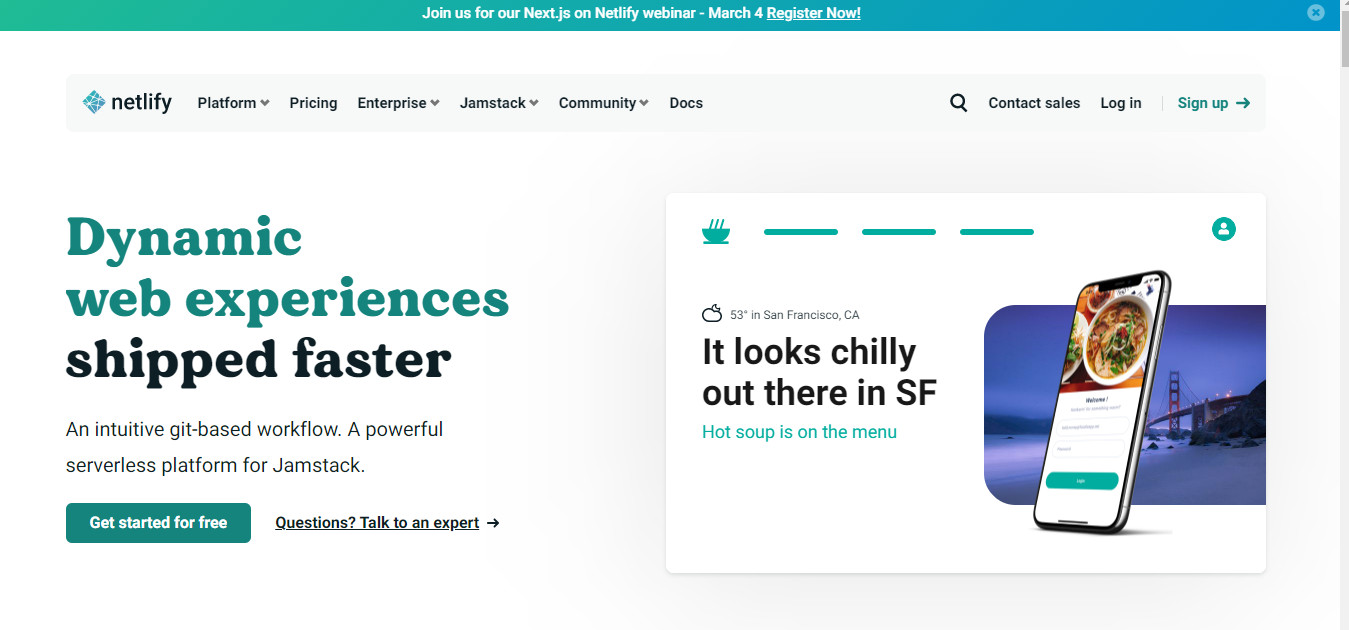 Join us for our Next.js on Netlify webinar - March 4 Register Now!
netlify Platform Pricing Enterprise Jamstack Community Docs Contact sales Log in Sign up
Dynamic
web experiences
shipped faster
An intuitive git-based workflow. A powerful
serverless platform for Jamstack.
Get started for free Questions? Talk to an expert
53° in San Francisco, CA
It looks chilly
out there in SF
Hot soup is on the menu
Welcome !
Login